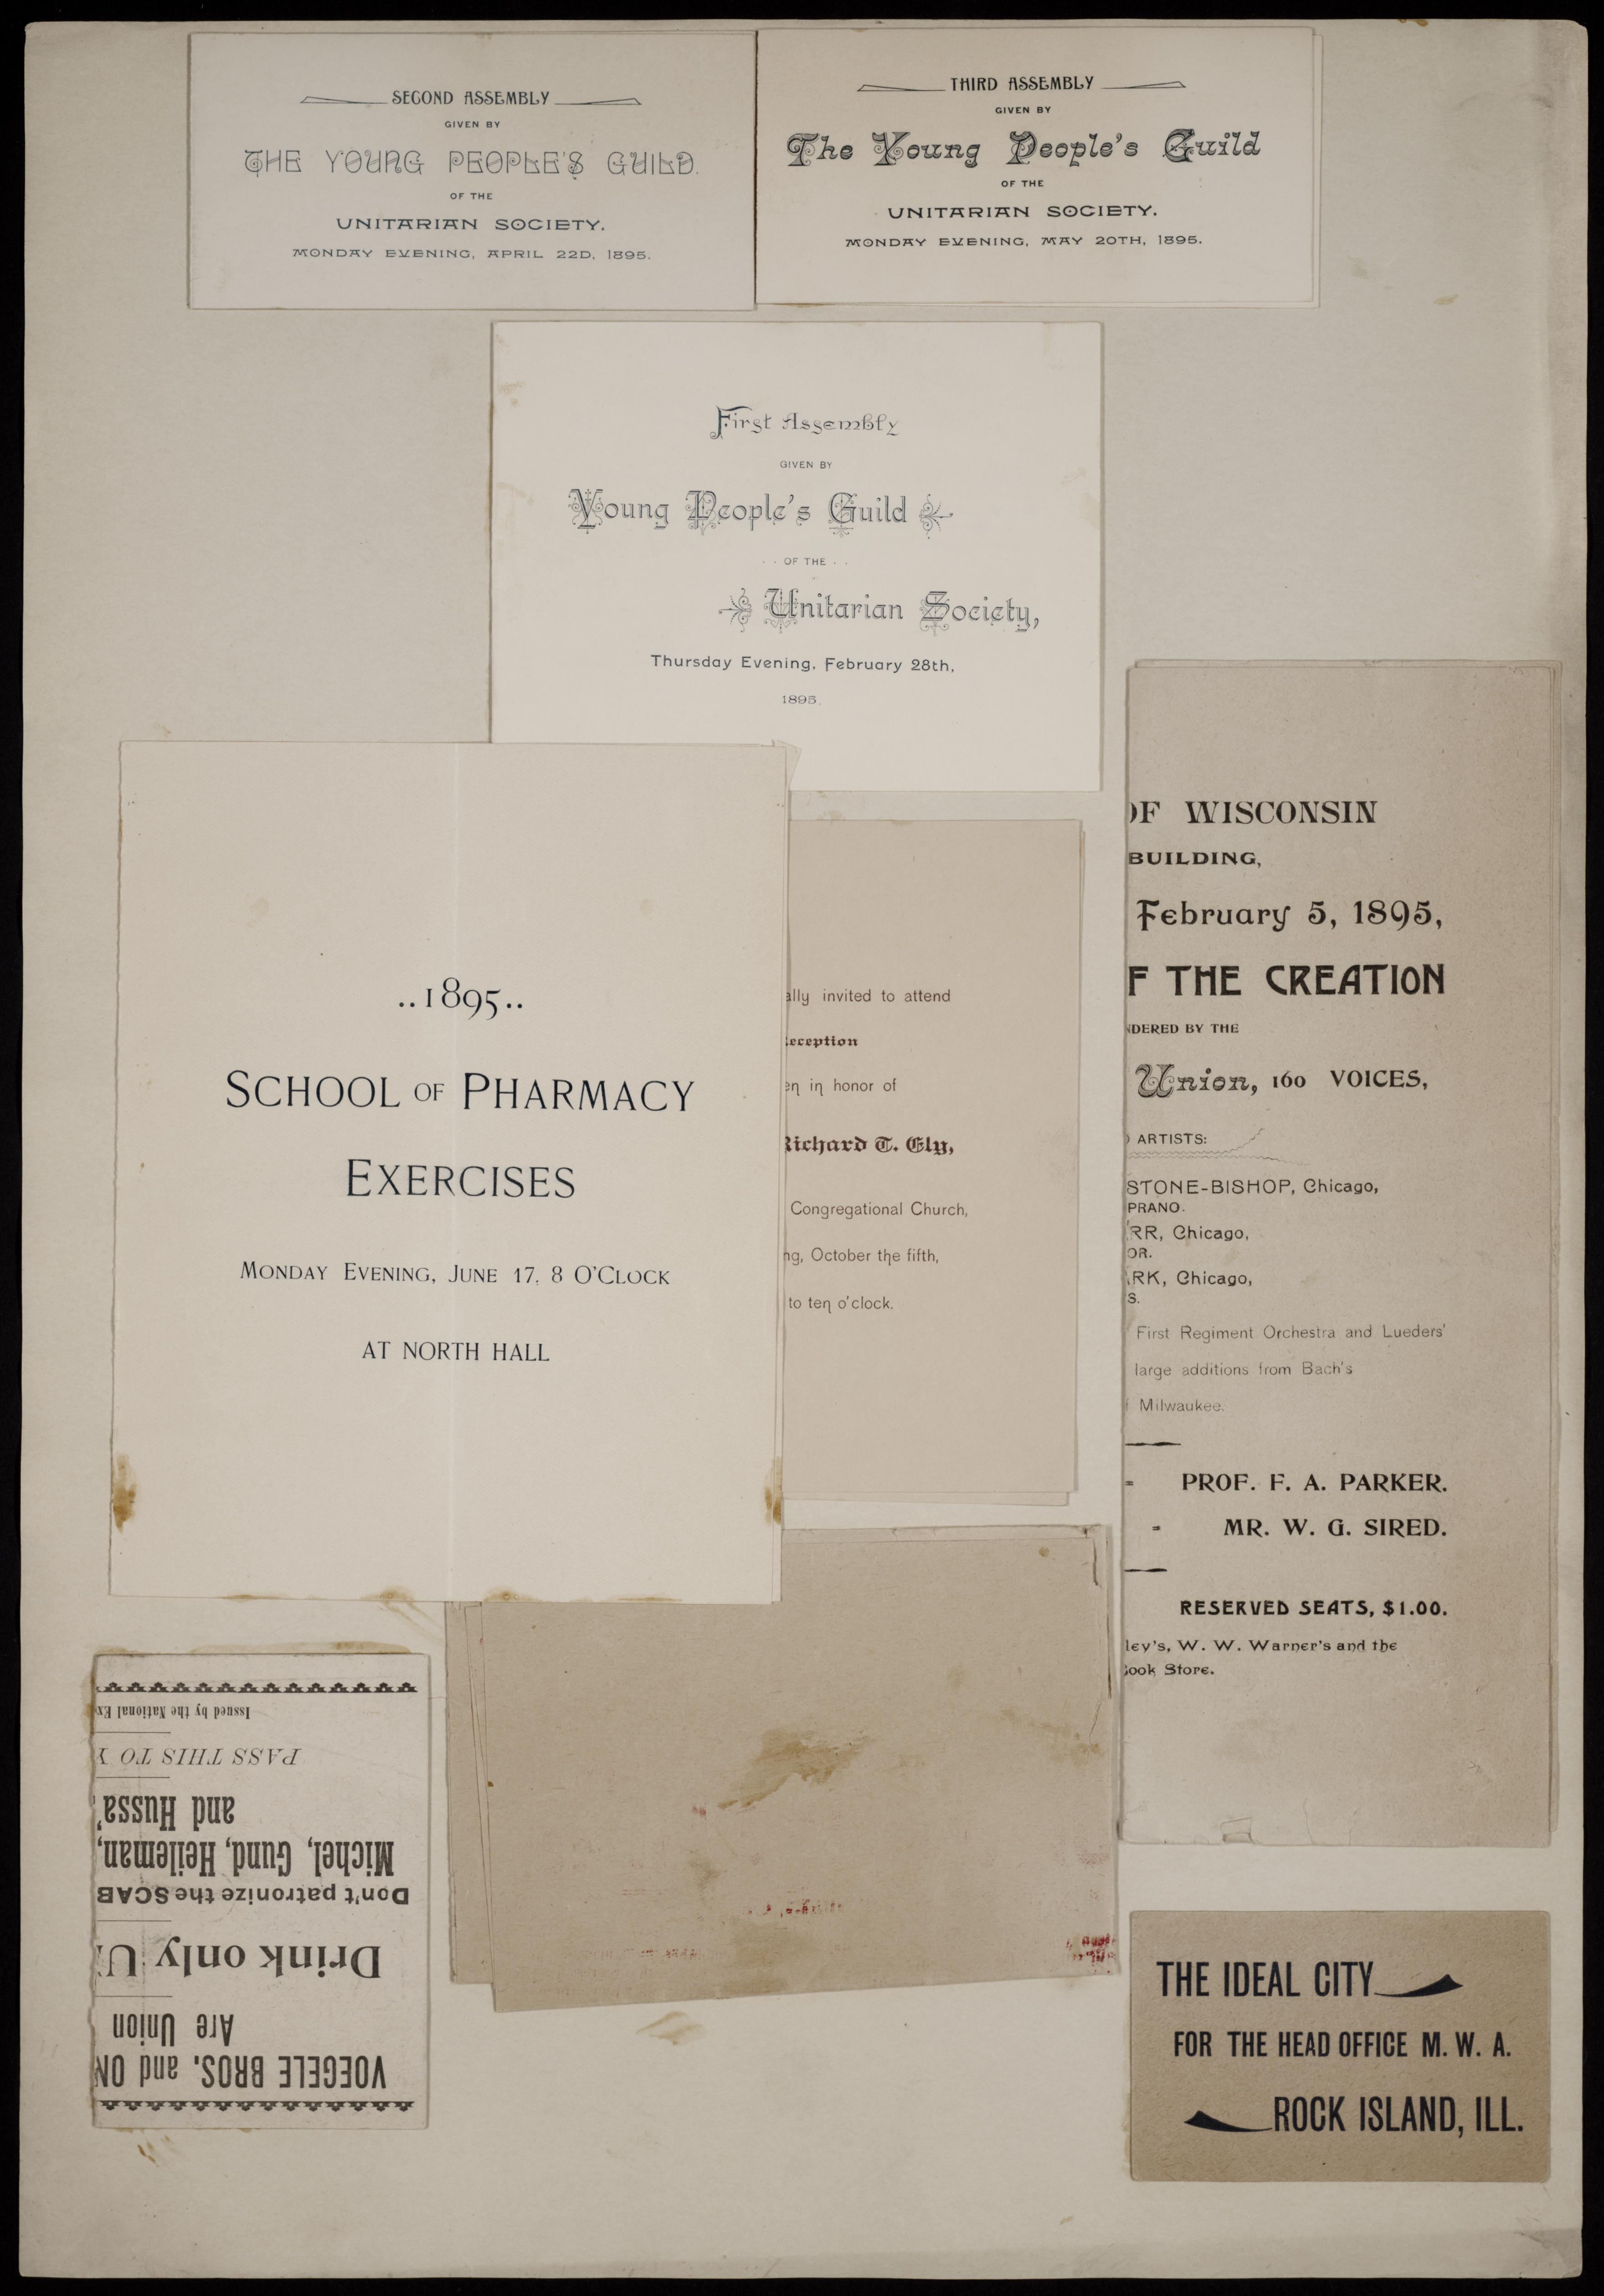 SECOND ASSEMBLY
GIVEN BY
THE YOUNG PEOPLE'S GUILD.
OF THE
UNITARIAN SOCIETY.
MONDAY EVENING, APRIL 22D, 1895.
THIRD ASSEMBLY
GIVEN BY
The Young People's Guild
OF THE
UNITARIAN SOCIETY.
MONDAY EVENING, MAY 20TH, 1895.
First Assembly
GIVEN BY
Young People's Guild
· · OF THE · ·
Unitarian Society,
Thursday Evening, February 28th,
1895.
..1895..
SCHOOL OF PHARMACY
EXERCISES
MONDAY EVENING, JUNE 17, 8 O'CLOCK
AT NORTH HALL
ally invited to attend
eception
en in honor of
Richard T. Ely,
Congregational Church,
ng, October the fifth,
to ten o'clock.
OF WISCONSIN
BUILDING,
February 5, 1895,
F THE CREATION
NDERED BY THE
Union, 160 VOICES,
ARTISTS:
STONE-BISHOP, Chicago,
PRANO.
RR, Chicago,
OR.
ARK, Chicago,
S.
First Regiment Orchestra and Lueders'
large additions from Bach's
f Milwaukee.
- PROF. F. A. PARKER.
- MR. W. G. SIRED.
RESERVED SEATS, $1.00.
ley's, W. W. Warner's and the
Book Store.
VOEGELE BROS. and ON
Are Union
Drink only U
Don't patronize the SCAB
Michel, Gund, Heileman,
and Hussa'
PASS THIS TO Y
Issued by the National Ex
THE IDEAL CITY
FOR THE HEAD OFFICE M. W. A.
ROCK ISLAND, ILL.